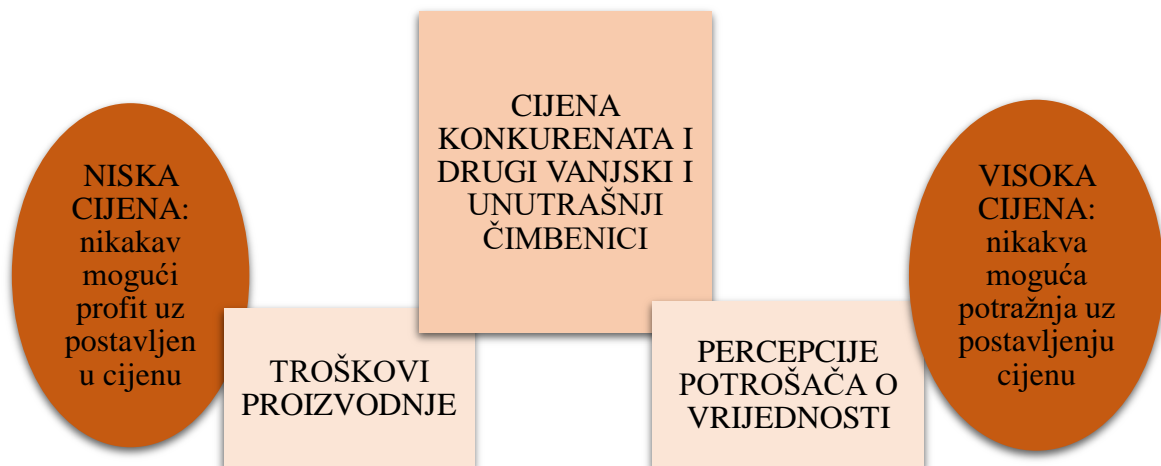 NISKA
CIJENA:
nikakav
mogući
profit uz
postavljen
u cijenu
TROŠKOVI
PROIZVODNJE
CIJENA
KONKURENATA I
DRUGI VANJSKI I
UNUTRAŠNJI
ČIMBENICI
PERCEPCIJE
POTROŠAČA O
VRIJEDNOSTI
VISOKA
CIJENA:
nikakva
moguća
potražnja uz
postavljenju
cijenu